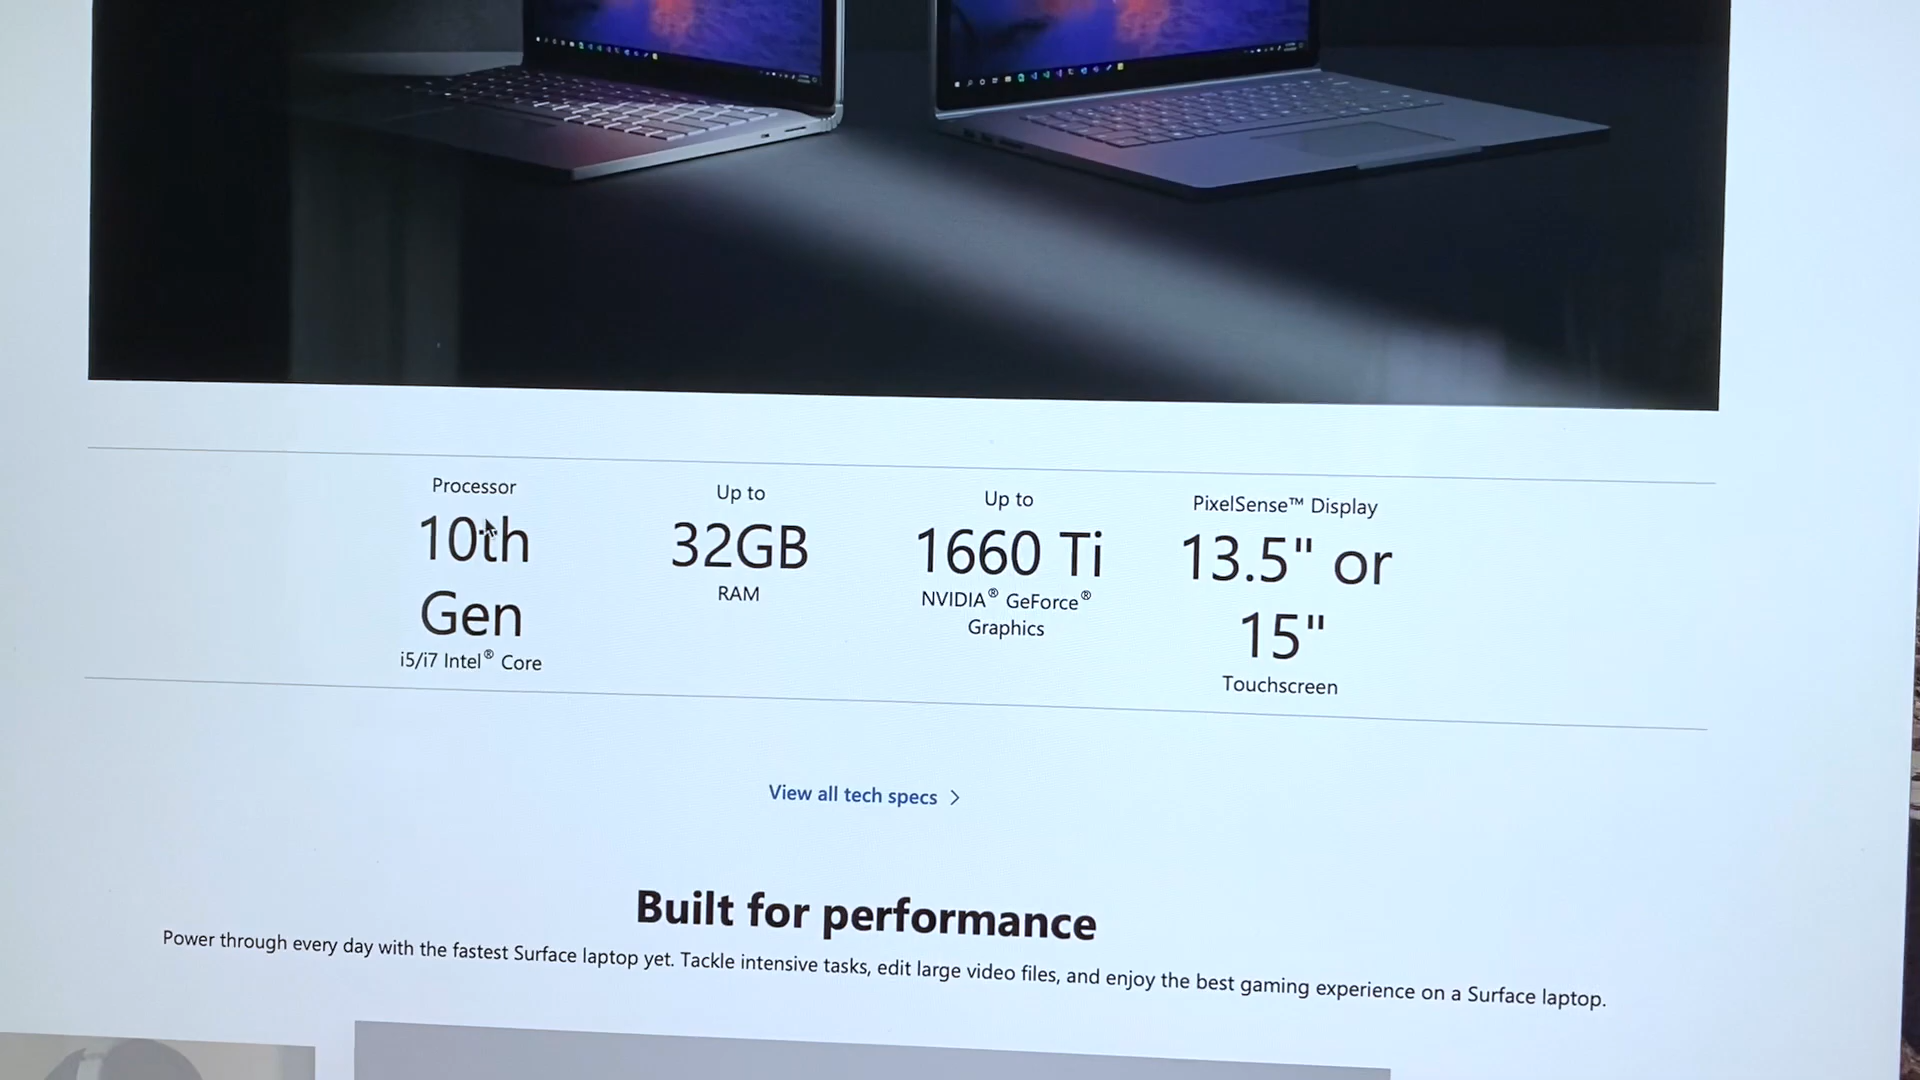 Processor
10th
Gen
i5/i7 Intel® Core
Up to
32GB
RAM
Up to
1660 Ti
NVIDIA® GeForce®
Graphics
PixelSense™ Display
13.5" or
15"
Touchscreen
View all tech specs >
Built for performance
Power through every day with the fastest Surface laptop yet. Tackle intensive tasks, edit large video files, and enjoy the best gaming experience on a Surface laptop.